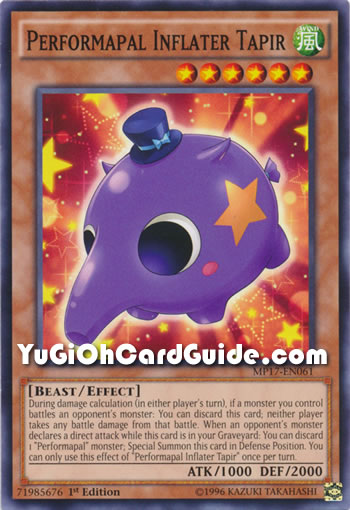 PERFORMAPAL INFLATER TAPIR 風
WIND
YuGiOhCardGuide.com
MP17-EN061
[BEAST/EFFECT]
During damage calculation (in either player's turn), if a monster you control
battles an opponent's monster: You can discard this card; neither player
takes any battle damage from that battle. When an opponent's monster
declares a direct attack while this card is in your Graveyard: You can discard
1 "Performapal" monster; Special Summon this card in Defense Position. You
can only use this effect of "Performapal Inflater Tapir" once per turn.
ATK/1000 DEF/2000
71985676 1st Edition ©1996 KAZUKI TAKAHASHI